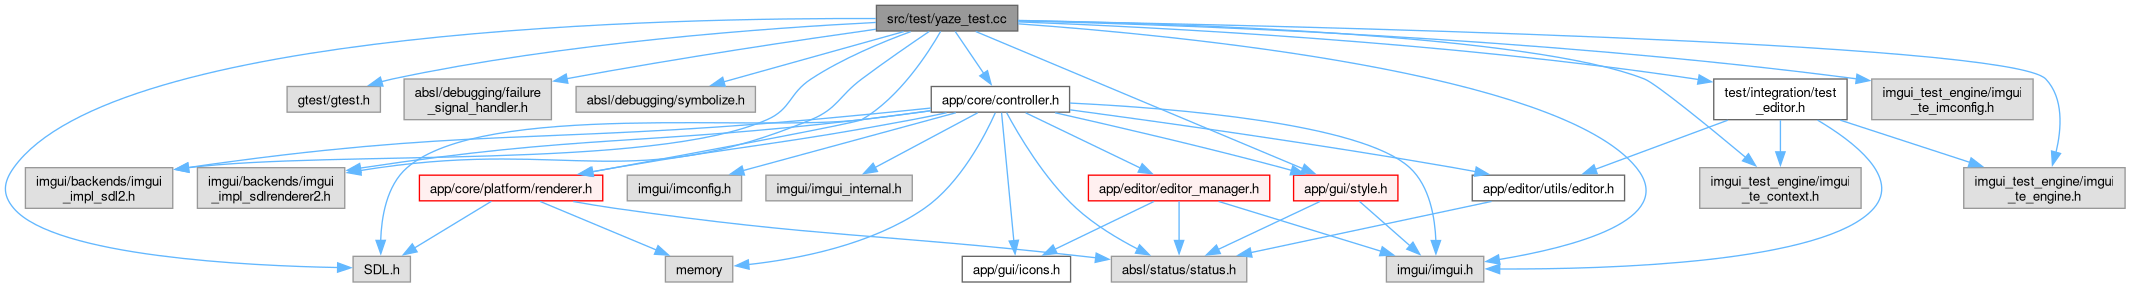 src/test/yaze_test.cc
gtest/gtest.h
absl/debugging/failure
_signal_handler.h
absl/debugging/symbolize.h
app/core/controller.h
test/integration/test
_editor.h
imgui_test_engine/imgui
_te_imconfig.h
imgui/backends/imgui
_impl_sdl2.h
imgui/backends/imgui
_impl_sdlrenderer2.h
app/core/platform/renderer.h
imgui/imconfig.h
imgui/imgui_internal.h
app/editor/editor_manager.h
app/gui/style.h
app/editor/utils/editor.h
imgui_test_engine/imgui
_te_context.h
imgui_test_engine/imgui
_te_engine.h
SDL.h
memory
app/gui/icons.h
absl/status/status.h
imgui/imgui.h